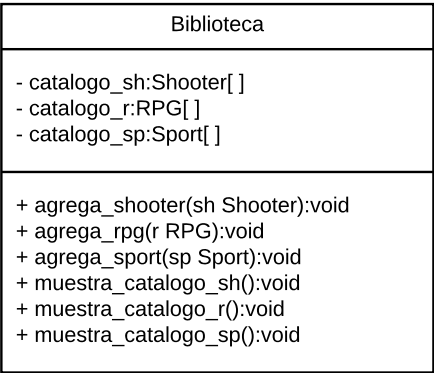 Biblioteca
- catalogo_sh:Shooter[ ]
- catalogo_r:RPG[ ]
- catalogo_sp:Sport[ ]
+ agrega_shooter(sh Shooter):void
+ agrega_rpg(r RPG):void
+ agrega_sport(sp Sport):void
+ muestra_catalogo_sh():void
+ muestra_catalogo_r():void
+ muestra_catalogo_sp():void